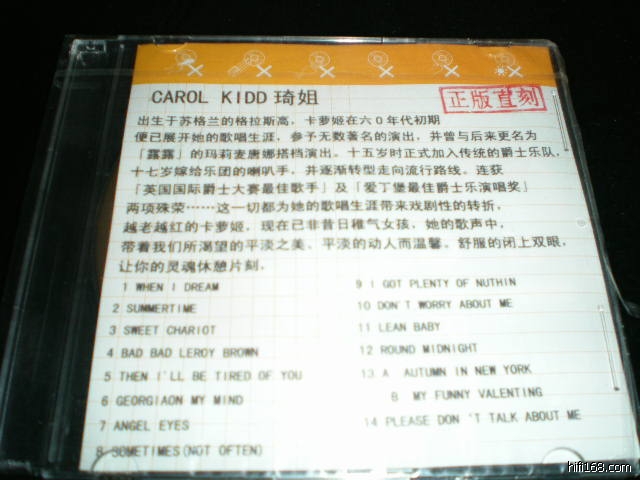 CAROL KIDD 琦姐
正版直刻
出生于苏格兰的格拉斯高，卡萝姬在六０年代初期
便已展开她的歌唱生涯，参予无数著名的演出，并曾与后来更名为
「露露」的玛莉麦唐娜搭档演出。十五岁时正式加入传统的爵士乐队，
十七岁嫁给乐团的喇叭手，并逐渐转型走向流行路线。连获
「英国国际爵士大赛最佳歌手」及「爱丁堡最佳爵士乐演唱奖」
两项殊荣……这一切都为她的歌唱生涯带来戏剧性的转折，
越老越红的卡萝姬，现在已非昔日稚气女孩，她的歌声中，
带着我们所渴望的平淡之美，平淡的动人而温馨。舒服的闭上双眼，
让你的灵魂休憩片刻．
1 WHEN I DREAM
2 SUMMERTIME
3 SWEET CHARIOT
4 BAD BAD LEROY BROWN
5 THEN I'LL BE TIRED OF YOU
6 GEORGIAON MY MIND
7 ANGEL EYES
8 SOMETIMES(NOT OFTEN)
9 I GOT PLENTY OF NUTHIN
10 DON'T WORRY ABOUT ME
11 LEAN BABY
12 ROUND MIDNIGHT
13 A AUTUMN IN NEW YORK
B MY FUNNY VALENTING
14 PLEASE DON 'T TALK ABOUT ME
hifi168.com